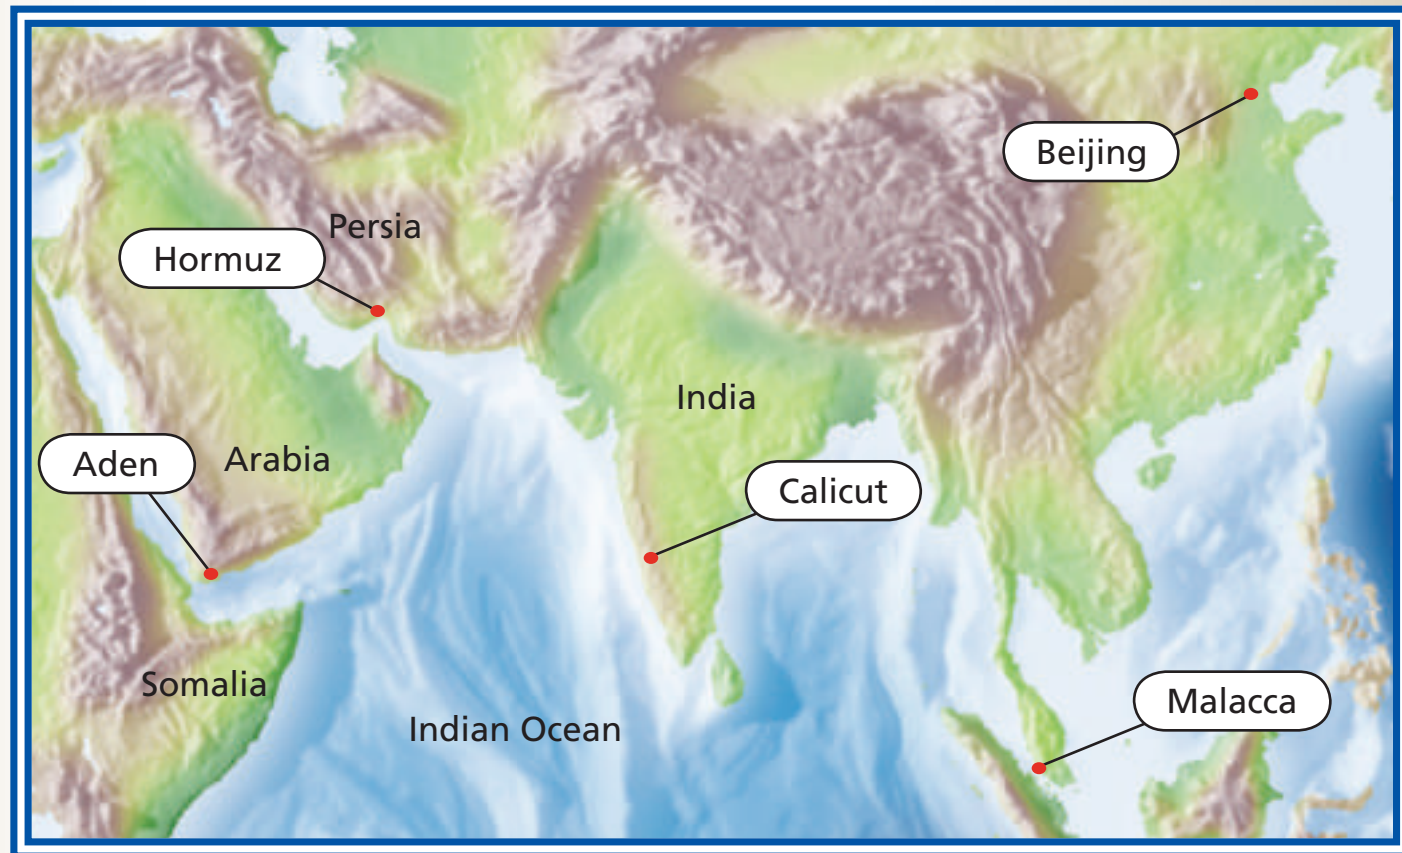 Beijing
Persia
Hormuz
India
Aden
Arabia
Calicut
Somalia
Malacca
Indian Ocean